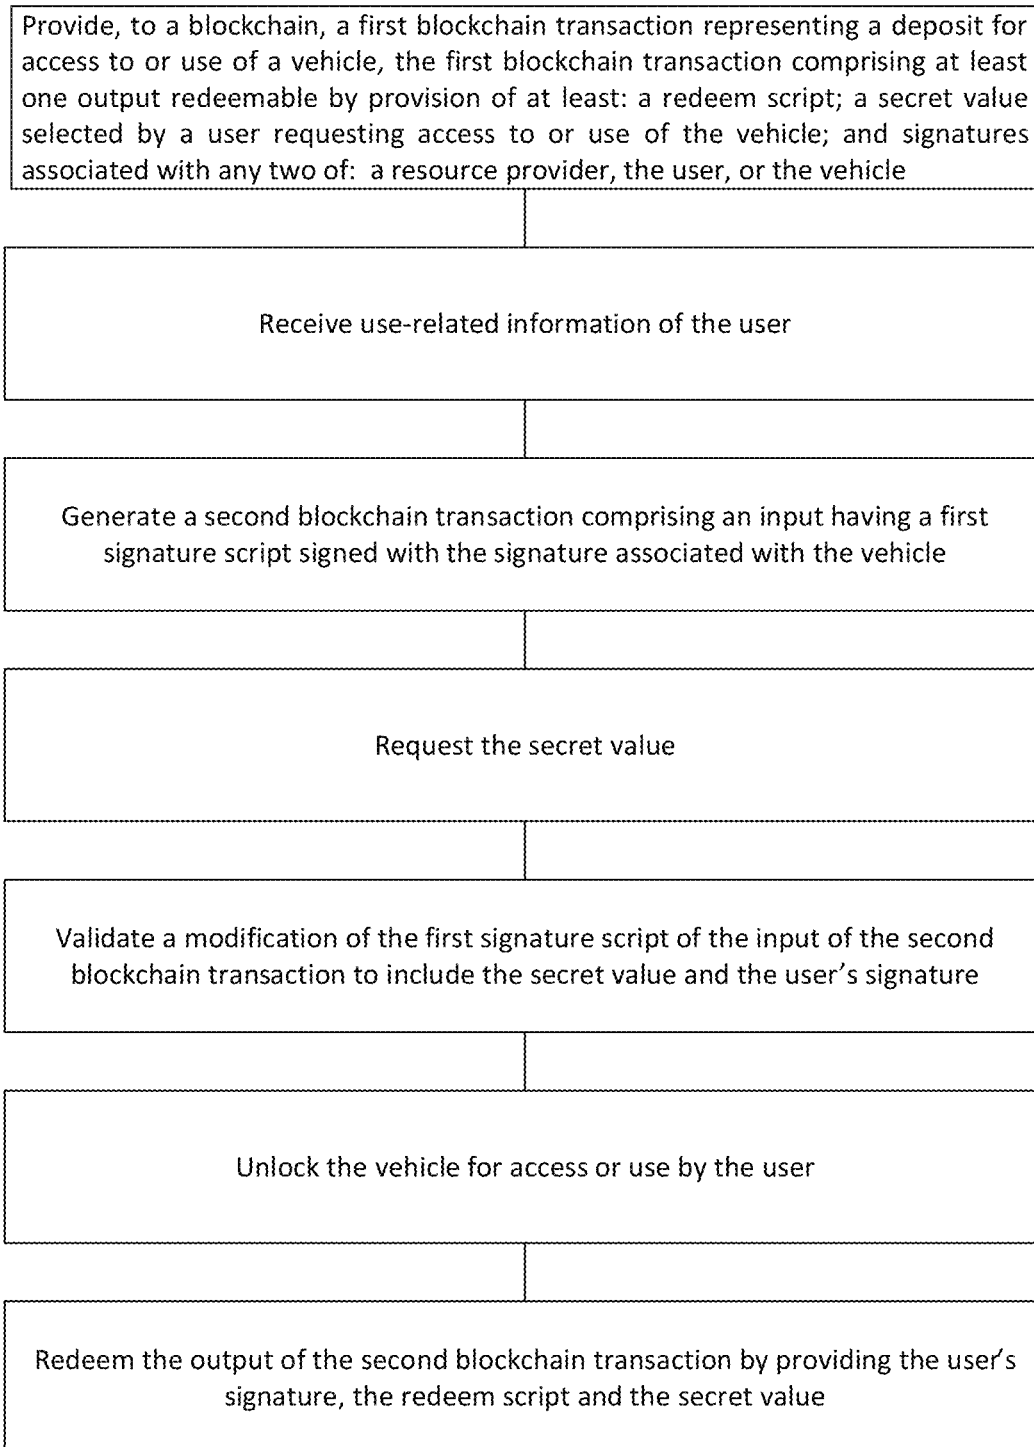 Provide, to a blockchain, a first blockchain transaction representing a deposit for
access to or use of a vehicle, the first blockchain transaction comprising at least
one output redeemable by provision of at least: a redeem script; a secret value
selected by a user requesting access to or use of the vehicle; and signatures
associated with any two of: a resource provider, the user, or the vehicle
Receive use-related information of the user
Generate a second blockchain transaction comprising an input having a first
signature script signed with the signature associated with the vehicle
Request the secret value
Validate a modification of the first signature script of the input of the second
blockchain transaction to include the secret value and the user's signature
Unlock the vehicle for access or use by the user
Redeem the output of the second blockchain transaction by providing the user's
signature, the redeem script and the secret value